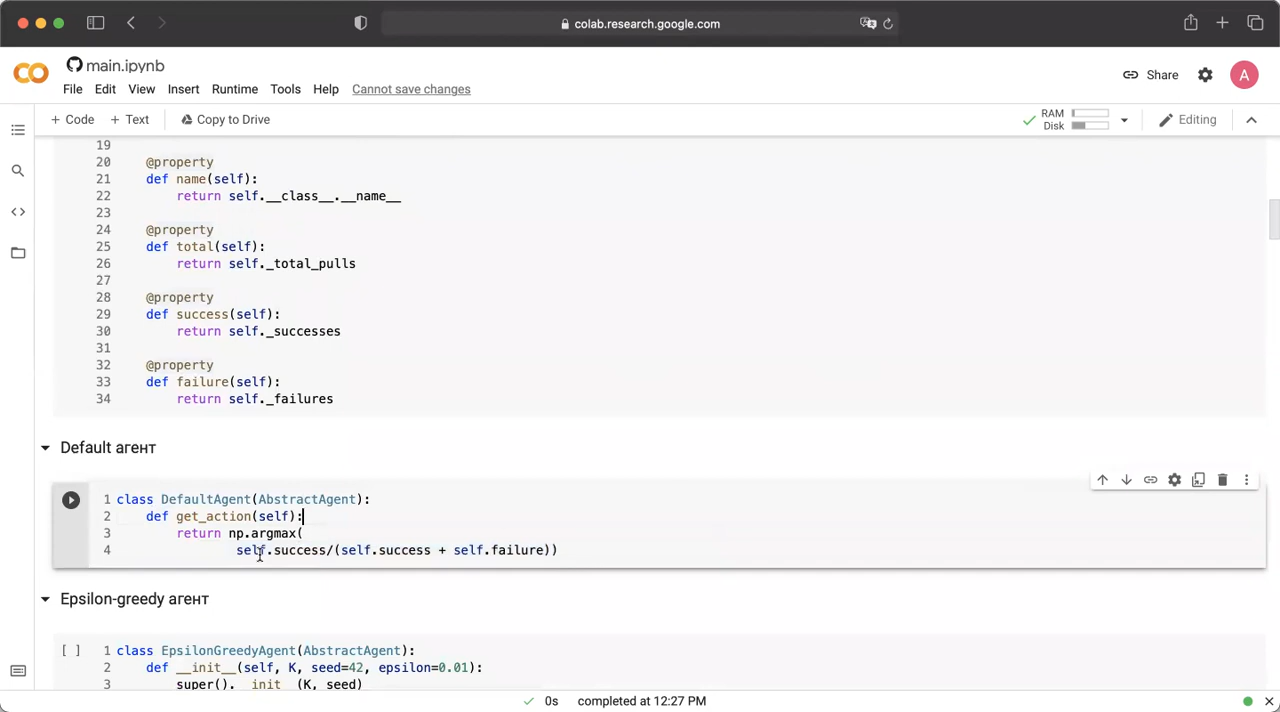 colab.research.google.com
main.ipynb
Share
A
File Edit View Insert Runtime Tools Help Cannot save changes
+ Code + Text Copy to Drive
RAM
Disk
Editing
19
20 @property
21 def name(self):
22 return self.__class__.__name__
23
24 @property
25 def total(self):
26 return self._total_pulls
27
28 @property
29 def success(self):
30 return self._successes
31
32 @property
33 def failure(self):
34 return self._failures
Default агент
1 class DefaultAgent(AbstractAgent):
2 def get_action(self):
3 return np.argmax(
4 self.success/(self.success + self.failure))
Epsilon-greedy агент
[ ] 1 class EpsilonGreedyAgent(AbstractAgent):
2 def __init__(self, K, seed=42, epsilon=0.01):
3 super().__init__(K, seed)
0s completed at 12:27 PM